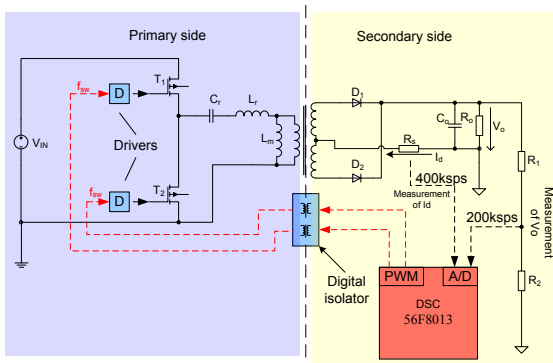 Primary side
Secondary side
fsw
D
T1
Cr
Lr
Lm
VIN
Drivers
fsw
D
T2
D1
D2
Rs
Id
Co
Ro
Vo
R1
R2
400ksps
Measurement
of Id
200ksps
Measurement
of Vo
Digital
isolator
PWM
A/D
DSC
56F8013